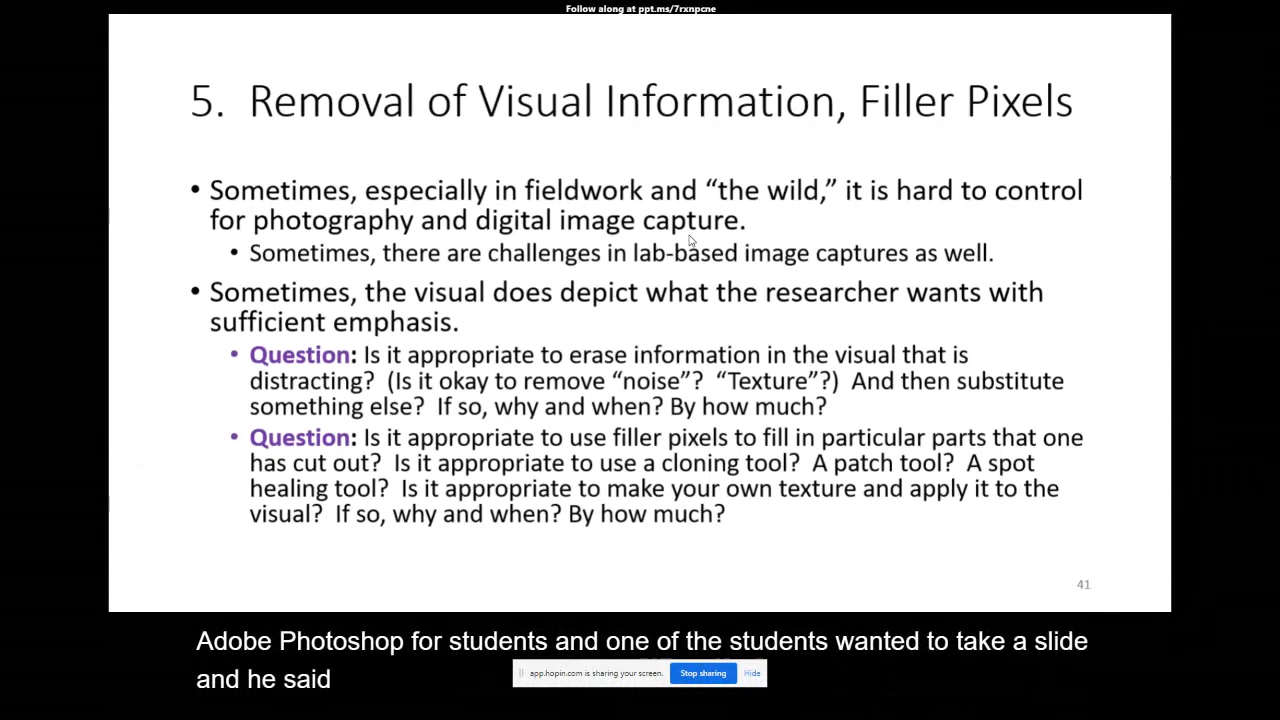 Follow along at ppt.ms/7rxnpcne
5. Removal of Visual Information, Filler Pixels
• Sometimes, especially in fieldwork and “the wild,” it is hard to control
for photography and digital image capture.
• Sometimes, there are challenges in lab-based image captures as well.
• Sometimes, the visual does depict what the researcher wants with
sufficient emphasis.
• Question: Is it appropriate to erase information in the visual that is
distracting? (Is it okay to remove “noise”? “Texture”?) And then substitute
something else? If so, why and when? By how much?
• Question: Is it appropriate to use filler pixels to fill in particular parts that one
has cut out? Is it appropriate to use a cloning tool? A patch tool? A spot
healing tool? Is it appropriate to make your own texture and apply it to the
visual? If so, why and when? By how much?
41
Adobe Photoshop for students and one of the students wanted to take a slide
and he said
app.hopin.com is sharing your screen. Stop sharing Hide